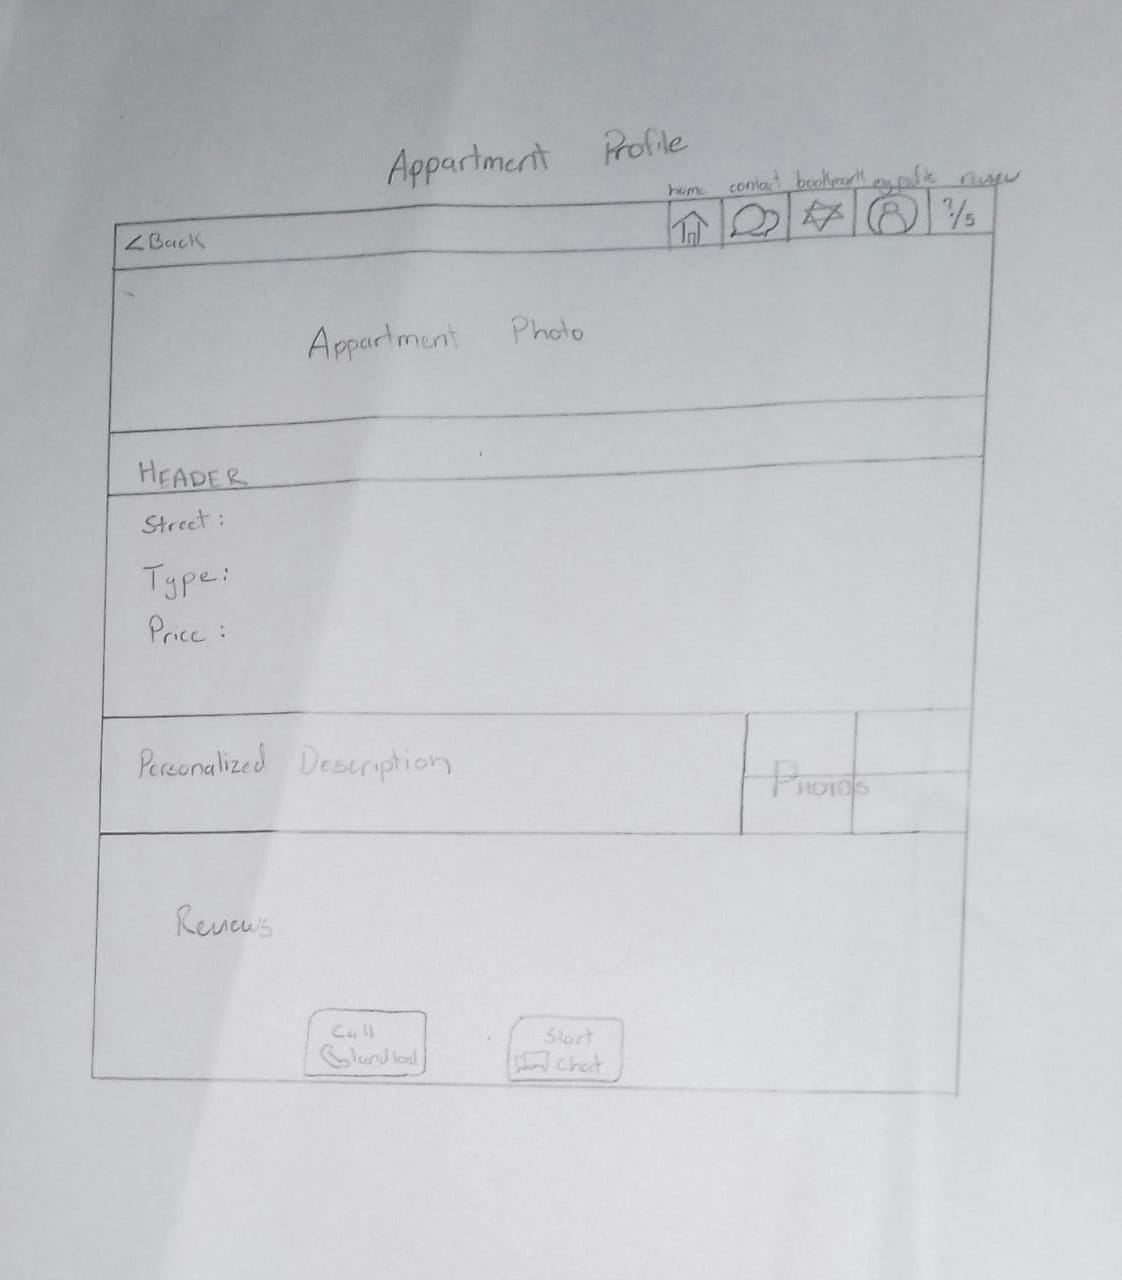 Appartment Profile
home contact bookmark my profile review
<Back ?/5
Appartment Photo
HEADER
Street:
Type:
Price:
Personalized Description
PHOTOS
Reviews
Call
landlord
Start
chat